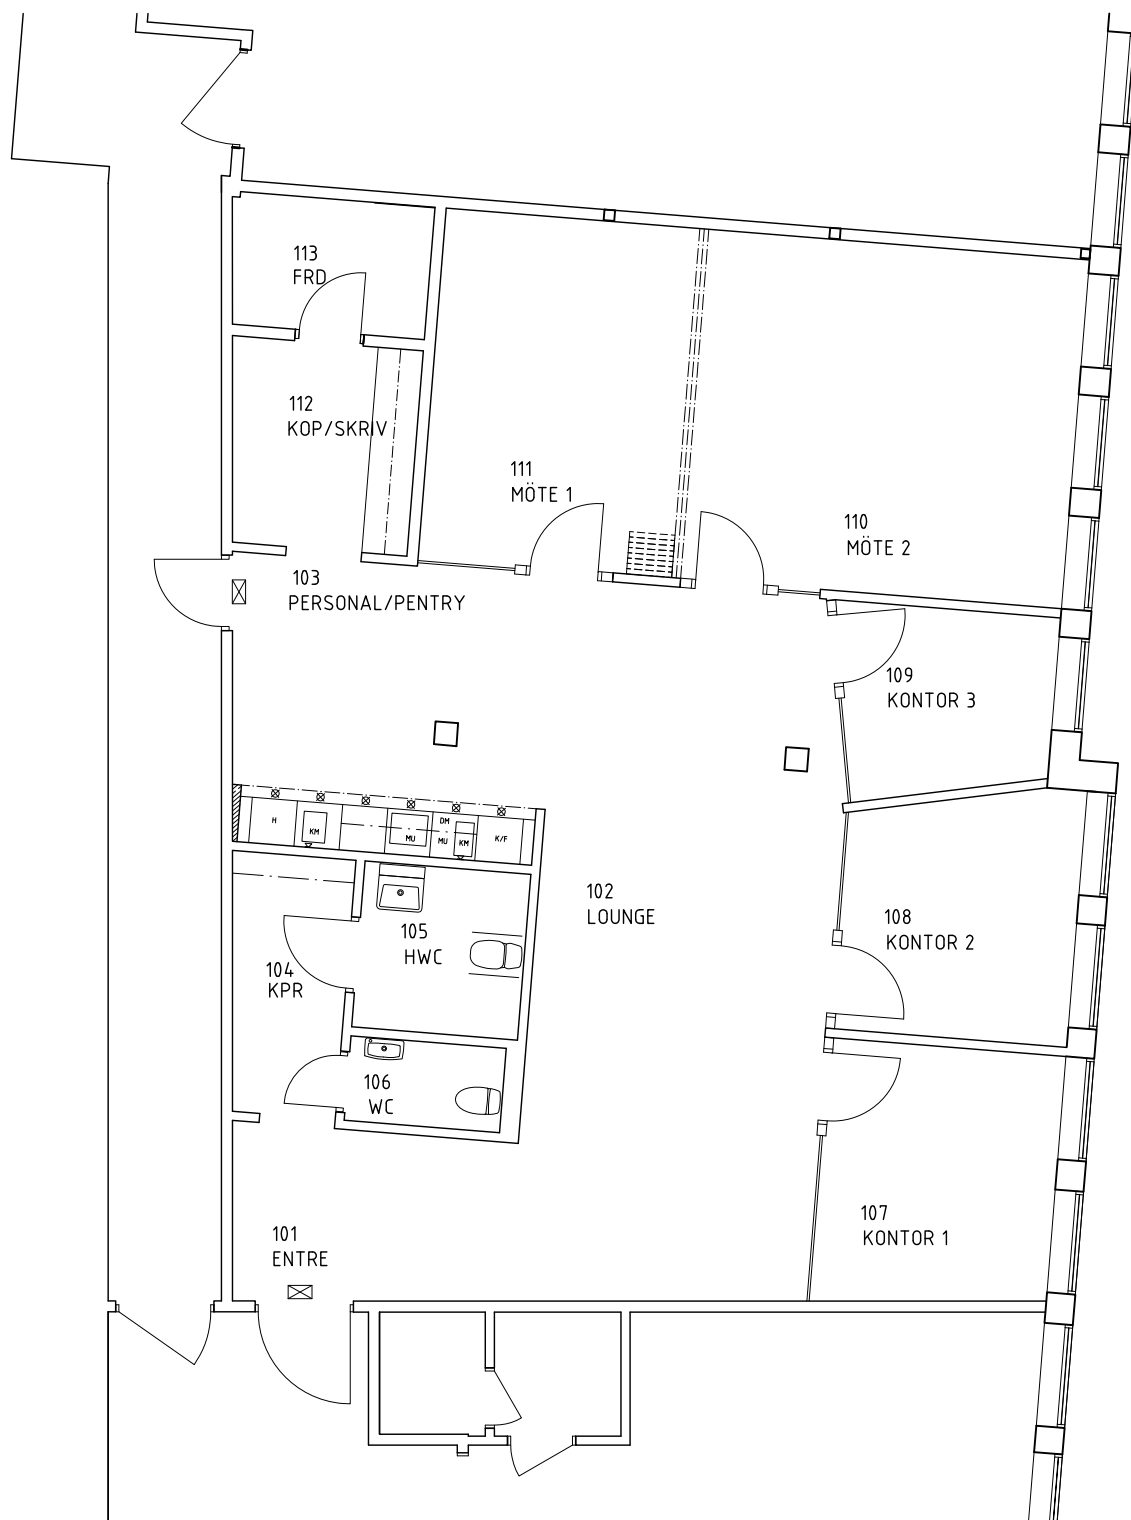 113
FRD
112
KOP/SKRIV
111
MÖTE 1
110
MÖTE 2
103
PERSONAL/PENTRY
109
KONTOR 3
H
KM
MU
DM
MU
KM
K/F
102
LOUNGE
108
KONTOR 2
105
HWC
104
KPR
106
WC
107
KONTOR 1
101
ENTRE